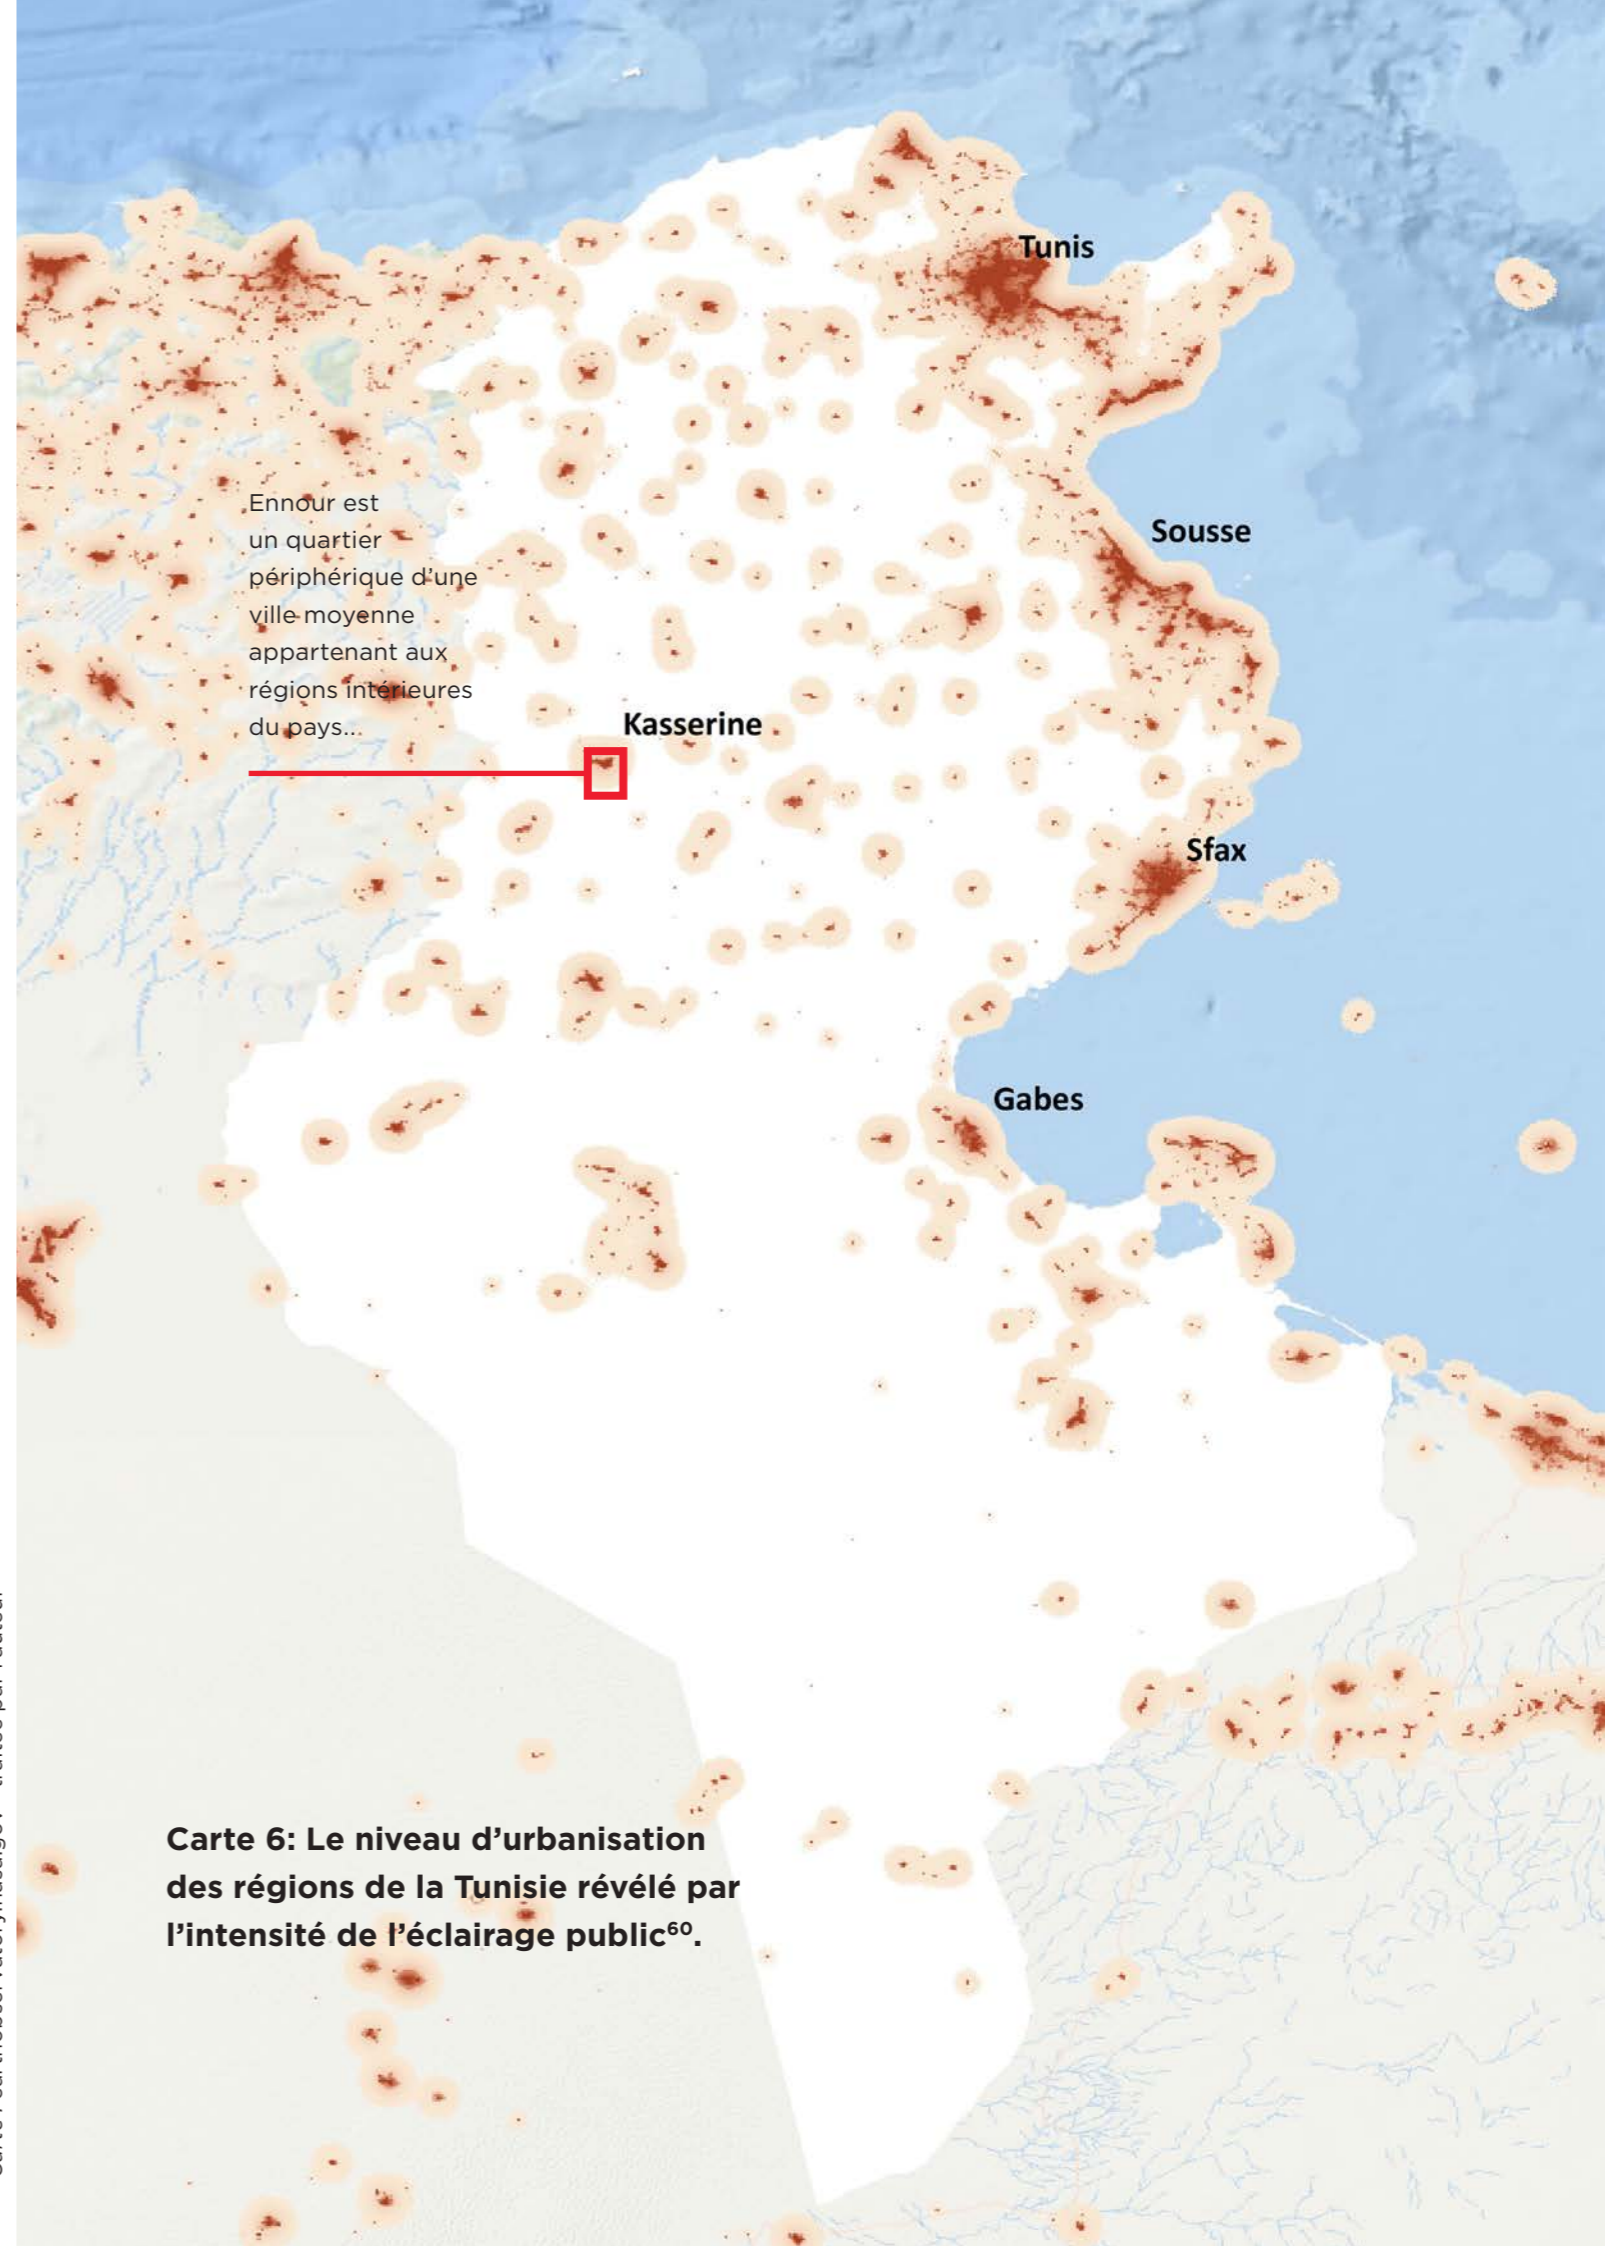 Tunis
Ennour est
un quartier
périphérique d'une
ville moyenne
appartenant aux
régions intérieures
du pays...
Sousse
Kasserine
Sfax
Gabes
Carte 6: Le niveau d'urbanisation
des régions de la Tunisie révélé par
l'intensité de l'éclairage public⁶⁰.